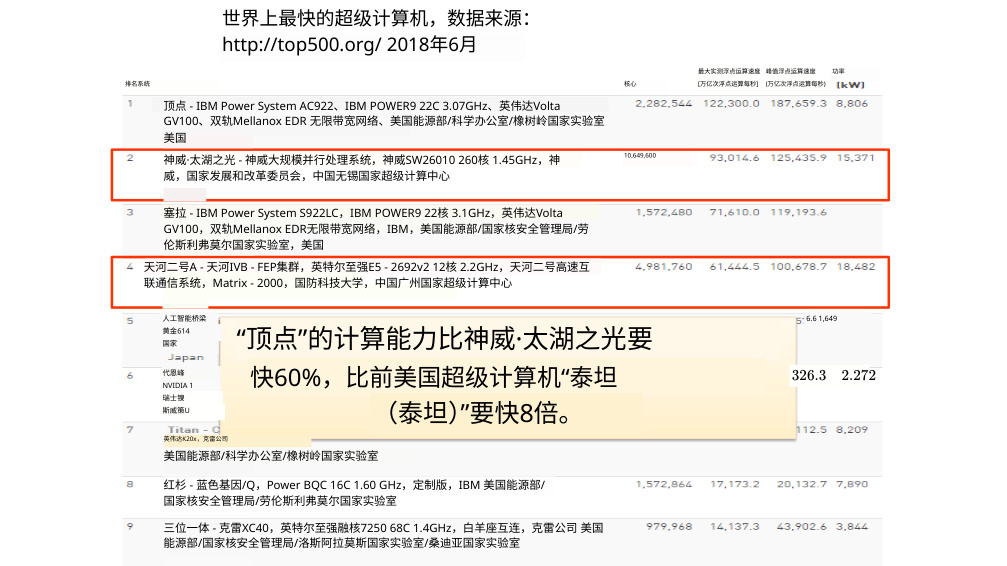 世界上最快的超级计算机，数据来源：
http://top500.org/ 2018年6月
最大实测浮点运算速度 峰值浮点运算速度 功率
排名系统 核心 [万亿次浮点运算每秒] [万亿次浮点运算每秒] [kW]
1 顶点 - IBM Power System AC922、IBM POWER9 22C 3.07GHz、英伟达Volta 2,282,544 122,300.0 187,659.3 8,806
GV100、双轨Mellanox EDR 无限带宽网络、美国能源部/科学办公室/橡树岭国家实验室
美国
2 神威·太湖之光 - 神威大规模并行处理系统，神威SW26010 260核 1.45GHz，神 10,649,600 93,014.6 125,435.9 15,371
威，国家发展和改革委员会，中国无锡国家超级计算中心
3 塞拉 - IBM Power System S922LC，IBM POWER9 22核 3.1GHz，英伟达Volta 1,572,480 71,610.0 119,193.6
GV100，双轨Mellanox EDR无限带宽网络，IBM，美国能源部/国家核安全管理局/劳
伦斯利弗莫尔国家实验室，美国
4 天河二号A - 天河IVB - FEP集群，英特尔至强E5 - 2692v2 12核 2.2GHz，天河二号高速互 4,981,760 61,444.5 100,678.7 18,482
联通信系统，Matrix - 2000，国防科技大学，中国广州国家超级计算中心
5 人工智能桥梁 - 6.6 1,649
黄金614
国家
Japan
“顶点”的计算能力比神威·太湖之光要
快60%，比前美国超级计算机“泰坦
（泰坦）”要快8倍。
6 代恩峰 326.3 2.272
NVIDIA 1
瑞士镂
斯威策U
7 Titan - C 112.5 8,209
英伟达K20x，克雷公司
美国能源部/科学办公室/橡树岭国家实验室
8 红杉 - 蓝色基因/Q，Power BQC 16C 1.60 GHz，定制版，IBM 美国能源部/ 1,572,864 17,173.2 20,132.7 7,890
国家核安全管理局/劳伦斯利弗莫尔国家实验室
9 三位一体 - 克雷XC40，英特尔至强融核7250 68C 1.4GHz，白羊座互连，克雷公司 美国 979,968 14,137.3 43,902.6 3,844
能源部/国家核安全管理局/洛斯阿拉莫斯国家实验室/桑迪亚国家实验室